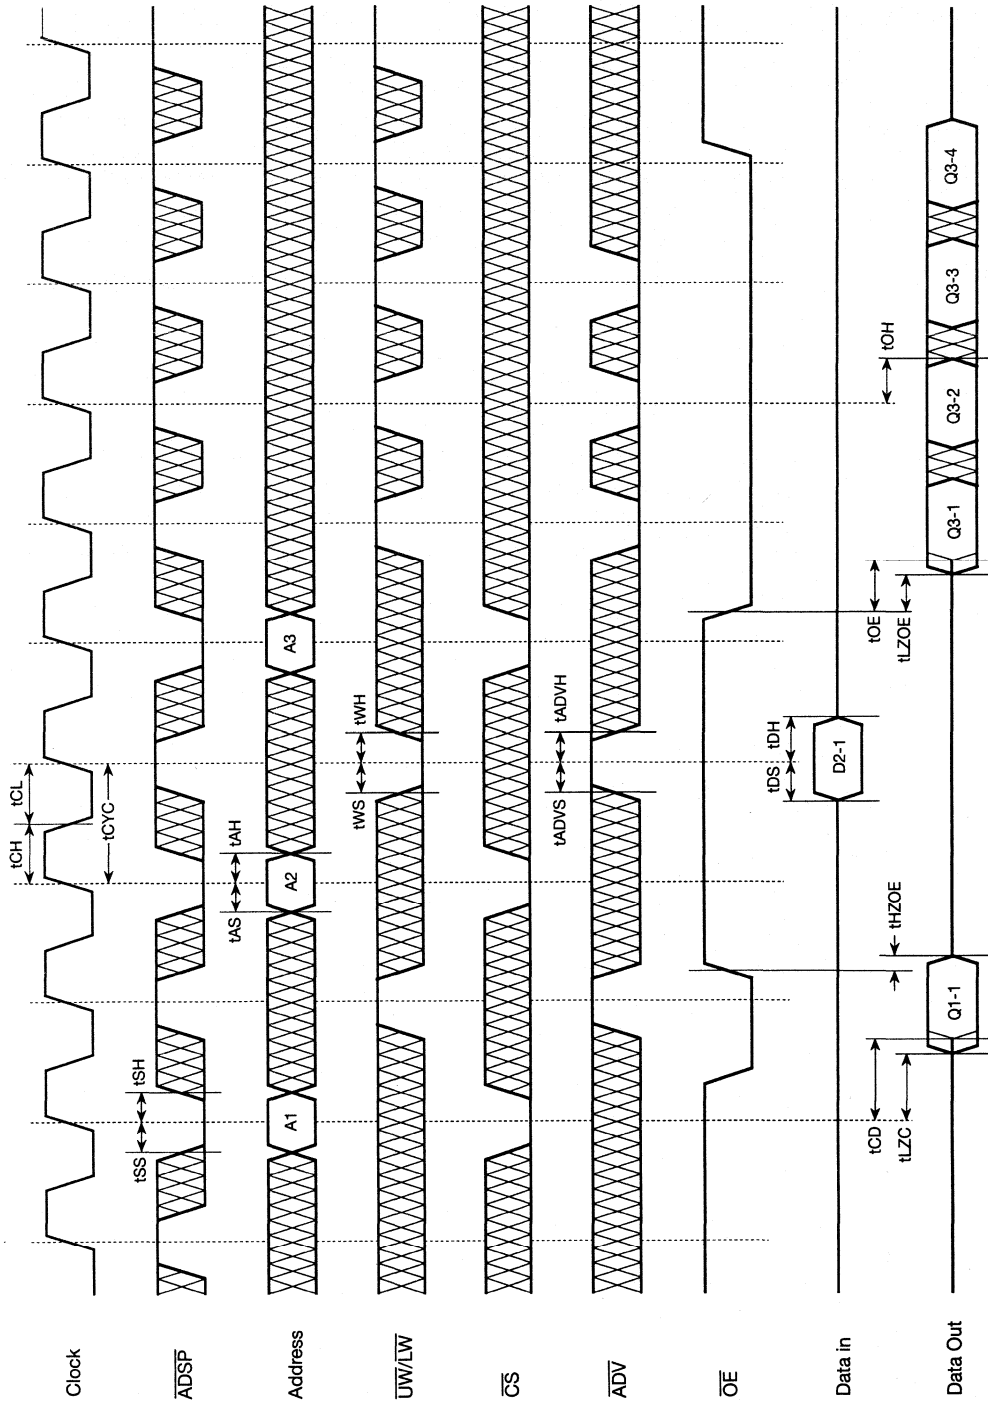 Clock
tCH
tCL
tCYC
ADSP
tSS
tSH
Address
A1
A2
A3
tAS
tAH
UW/LW
tWS
tWH
CS
ADV
tADVS
tADVH
OE
Data in
D2-1
tDS
tDH
Data Out
tCD
tLZC
Q1-1
tHZOE
tOE
tLZOE
Q3-1
Q3-2
tOH
Q3-3
Q3-4